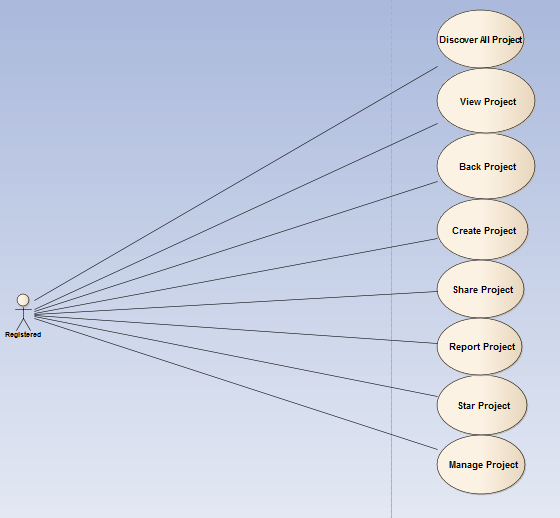 Discover All Project
View Project
Back Project
Create Project
Share Project
Registered
Report Project
Star Project
Manage Project